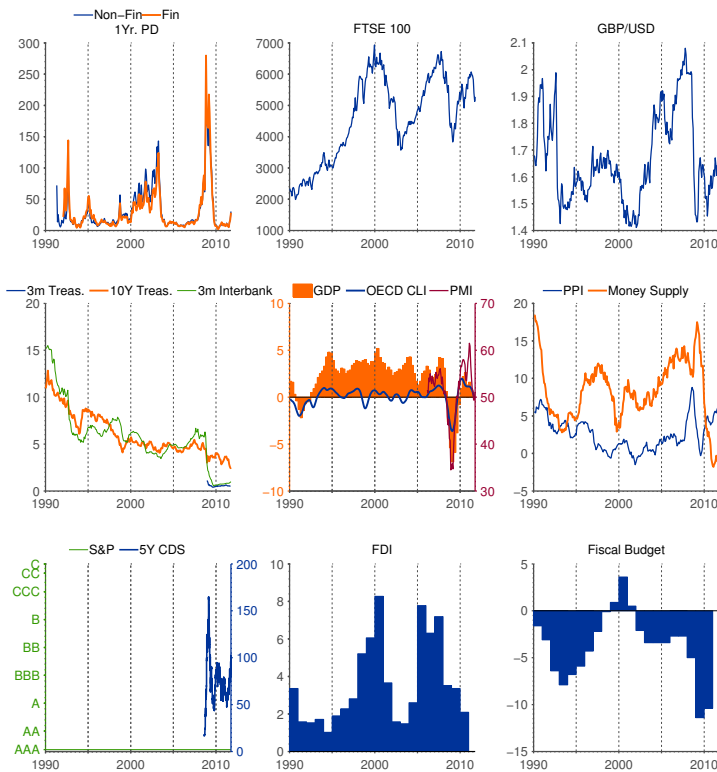 Non−Fin Fin
1Yr. PD
FTSE 100
GBP/USD
300
250
200
150
100
50
0
1990 2000 2010
7000
6000
5000
4000
3000
2000
1000
1990 2000 2010
2.1
2
1.9
1.8
1.7
1.6
1.5
1.4
1990 2000 2010
3m Treas. 10Y Treas. 3m Interbank
20
15
10
5
0
1990 2000 2010
GDP OECD CLI PMI
10
5
0
−5
−10
70
60
50
40
30
1990 2000 2010
PPI Money Supply
20
15
10
5
0
−5
1990 2000 2010
S&P 5Y CDS
C
CC
CCC
B
BB
BBB
A
AA
AAA
200
150
100
50
0
1990 2000 2010
FDI
10
8
6
4
2
0
1990 2000 2010
Fiscal Budget
5
0
−5
−10
−15
1990 2000 2010